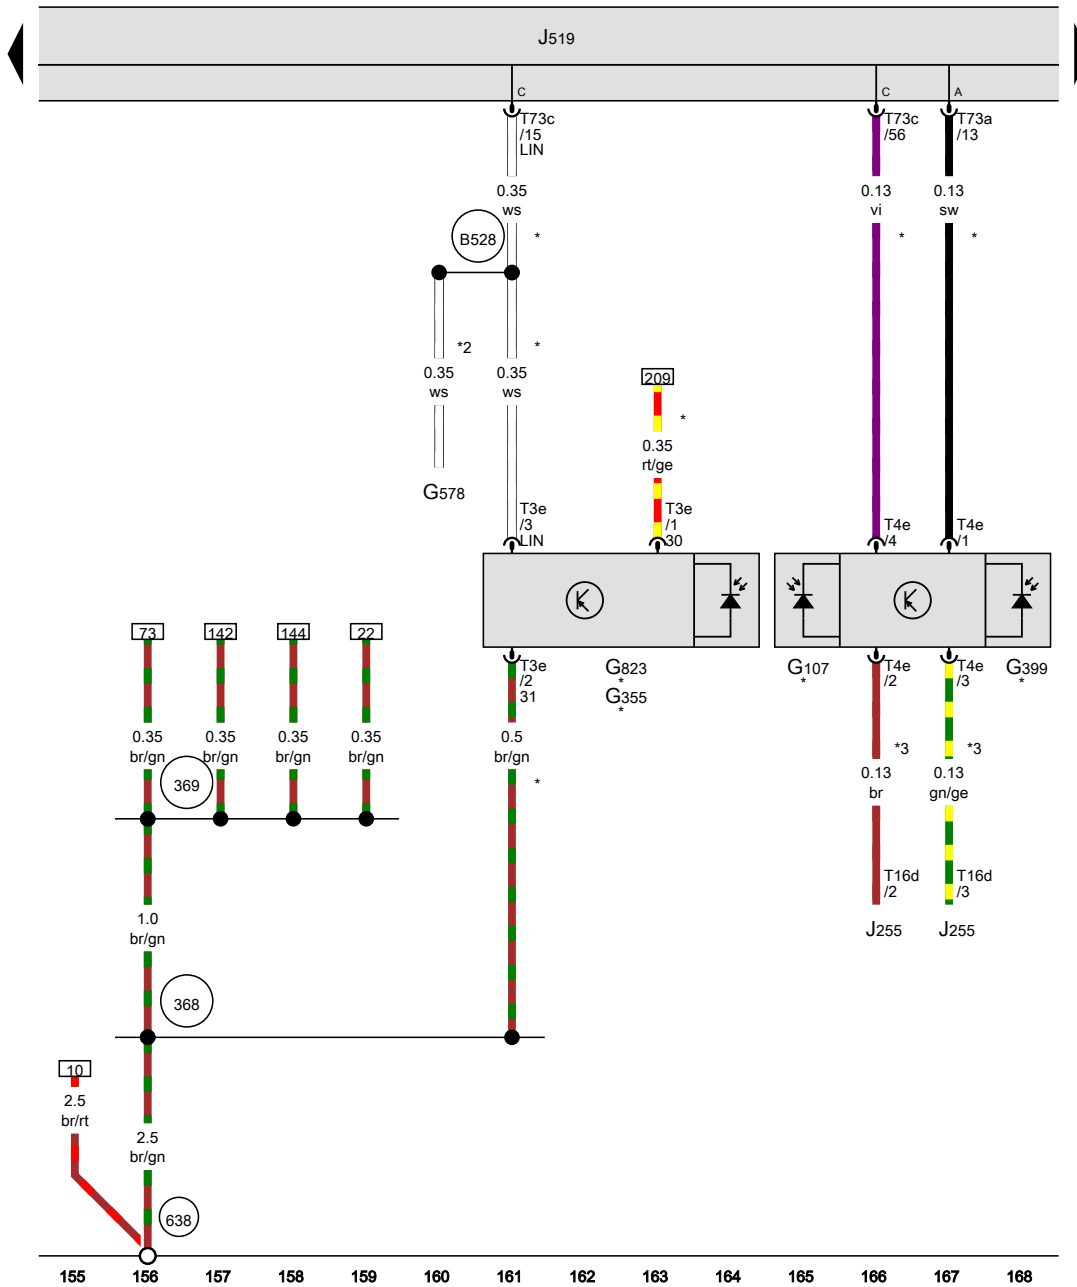 J519
C
C
A
T73c
/15
LIN
T73c
/56
T73a
/13
0.35
ws
0.13
vi
0.13
sw
B528
*
*
*
*2
*
0.35
ws
0.35
ws
209
*
0.35
rt/ge
G578
T3e
/3
LIN
T3e
/1
30
T4e
/4
T4e
/1
73
142
144
22
T3e
/2
31
G823
*
G355
*
G107
*
T4e
/2
T4e
/3
G399
*
0.35
br/gn
0.35
br/gn
0.35
br/gn
0.35
br/gn
0.5
br/gn
*3
*3
369
*
0.13
br
0.13
gn/ge
T16d
/2
T16d
/3
1.0
br/gn
J255
J255
368
10
2.5
br/rt
2.5
br/gn
638
155 156 157 158 159 160 161 162 163 164 165 166 167 168